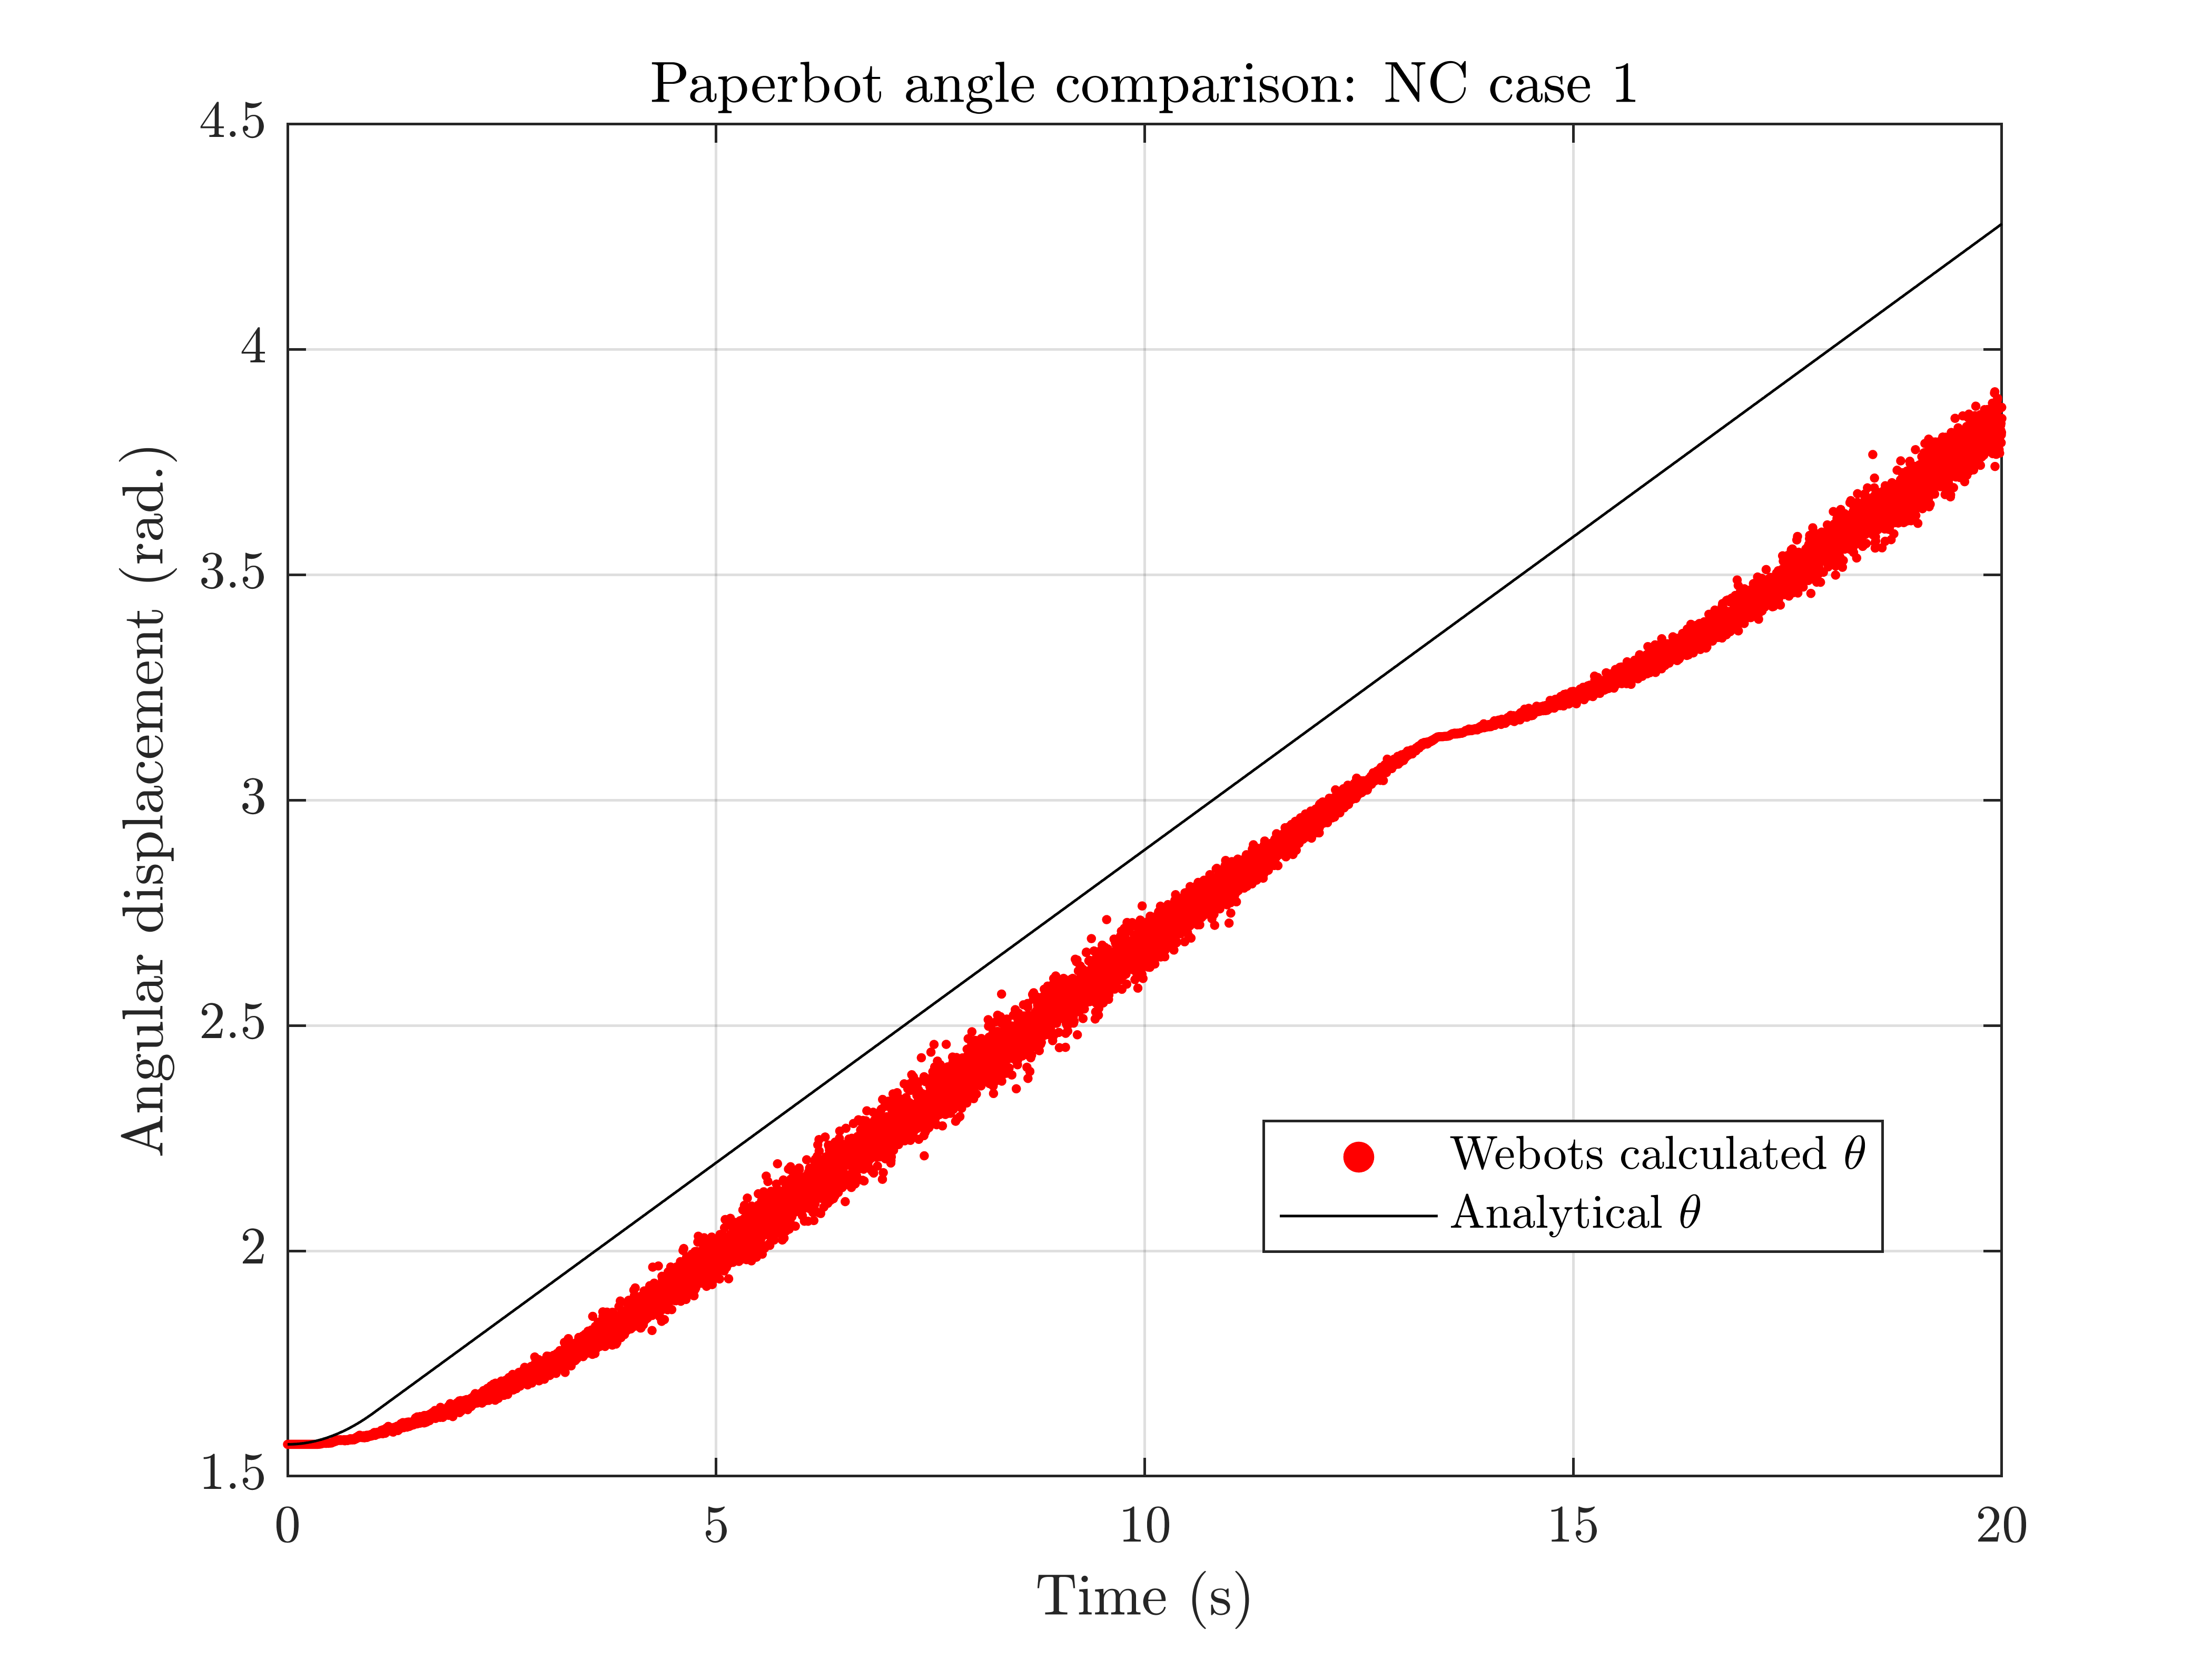 Paperbot angle comparison: NC case 1
4.5
4
3.5
3
2.5
2
1.5
Angular displacement (rad.)
Webots calculated θ
Analytical θ
0 5 10 15 20
Time (s)